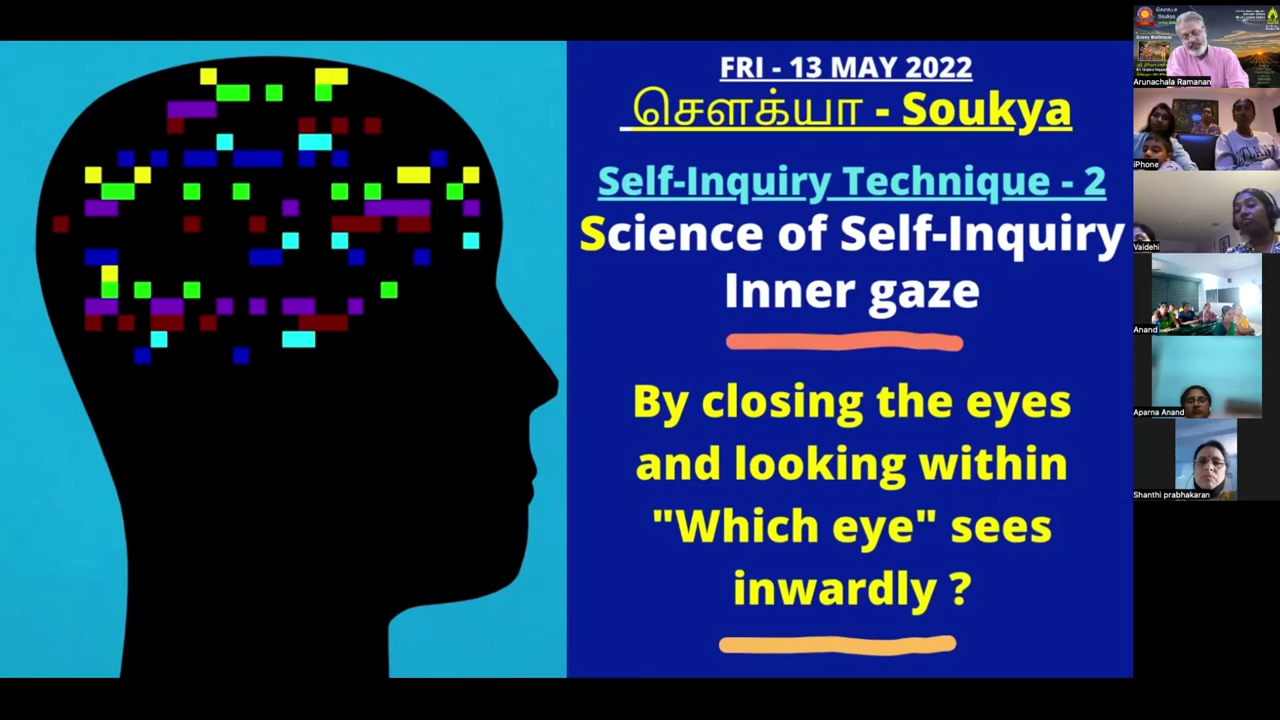 FRI - 13 MAY 2022
சௌக்யா - Soukya
Self-Inquiry Technique - 2
Science of Self-Inquiry
Inner gaze
By closing the eyes
and looking within
"Which eye" sees
inwardly ?
Soukya
Arunachala Ramanan
iPhone
Vaidehi
Anand
Aparna Anand
Shanthi prabhakaran